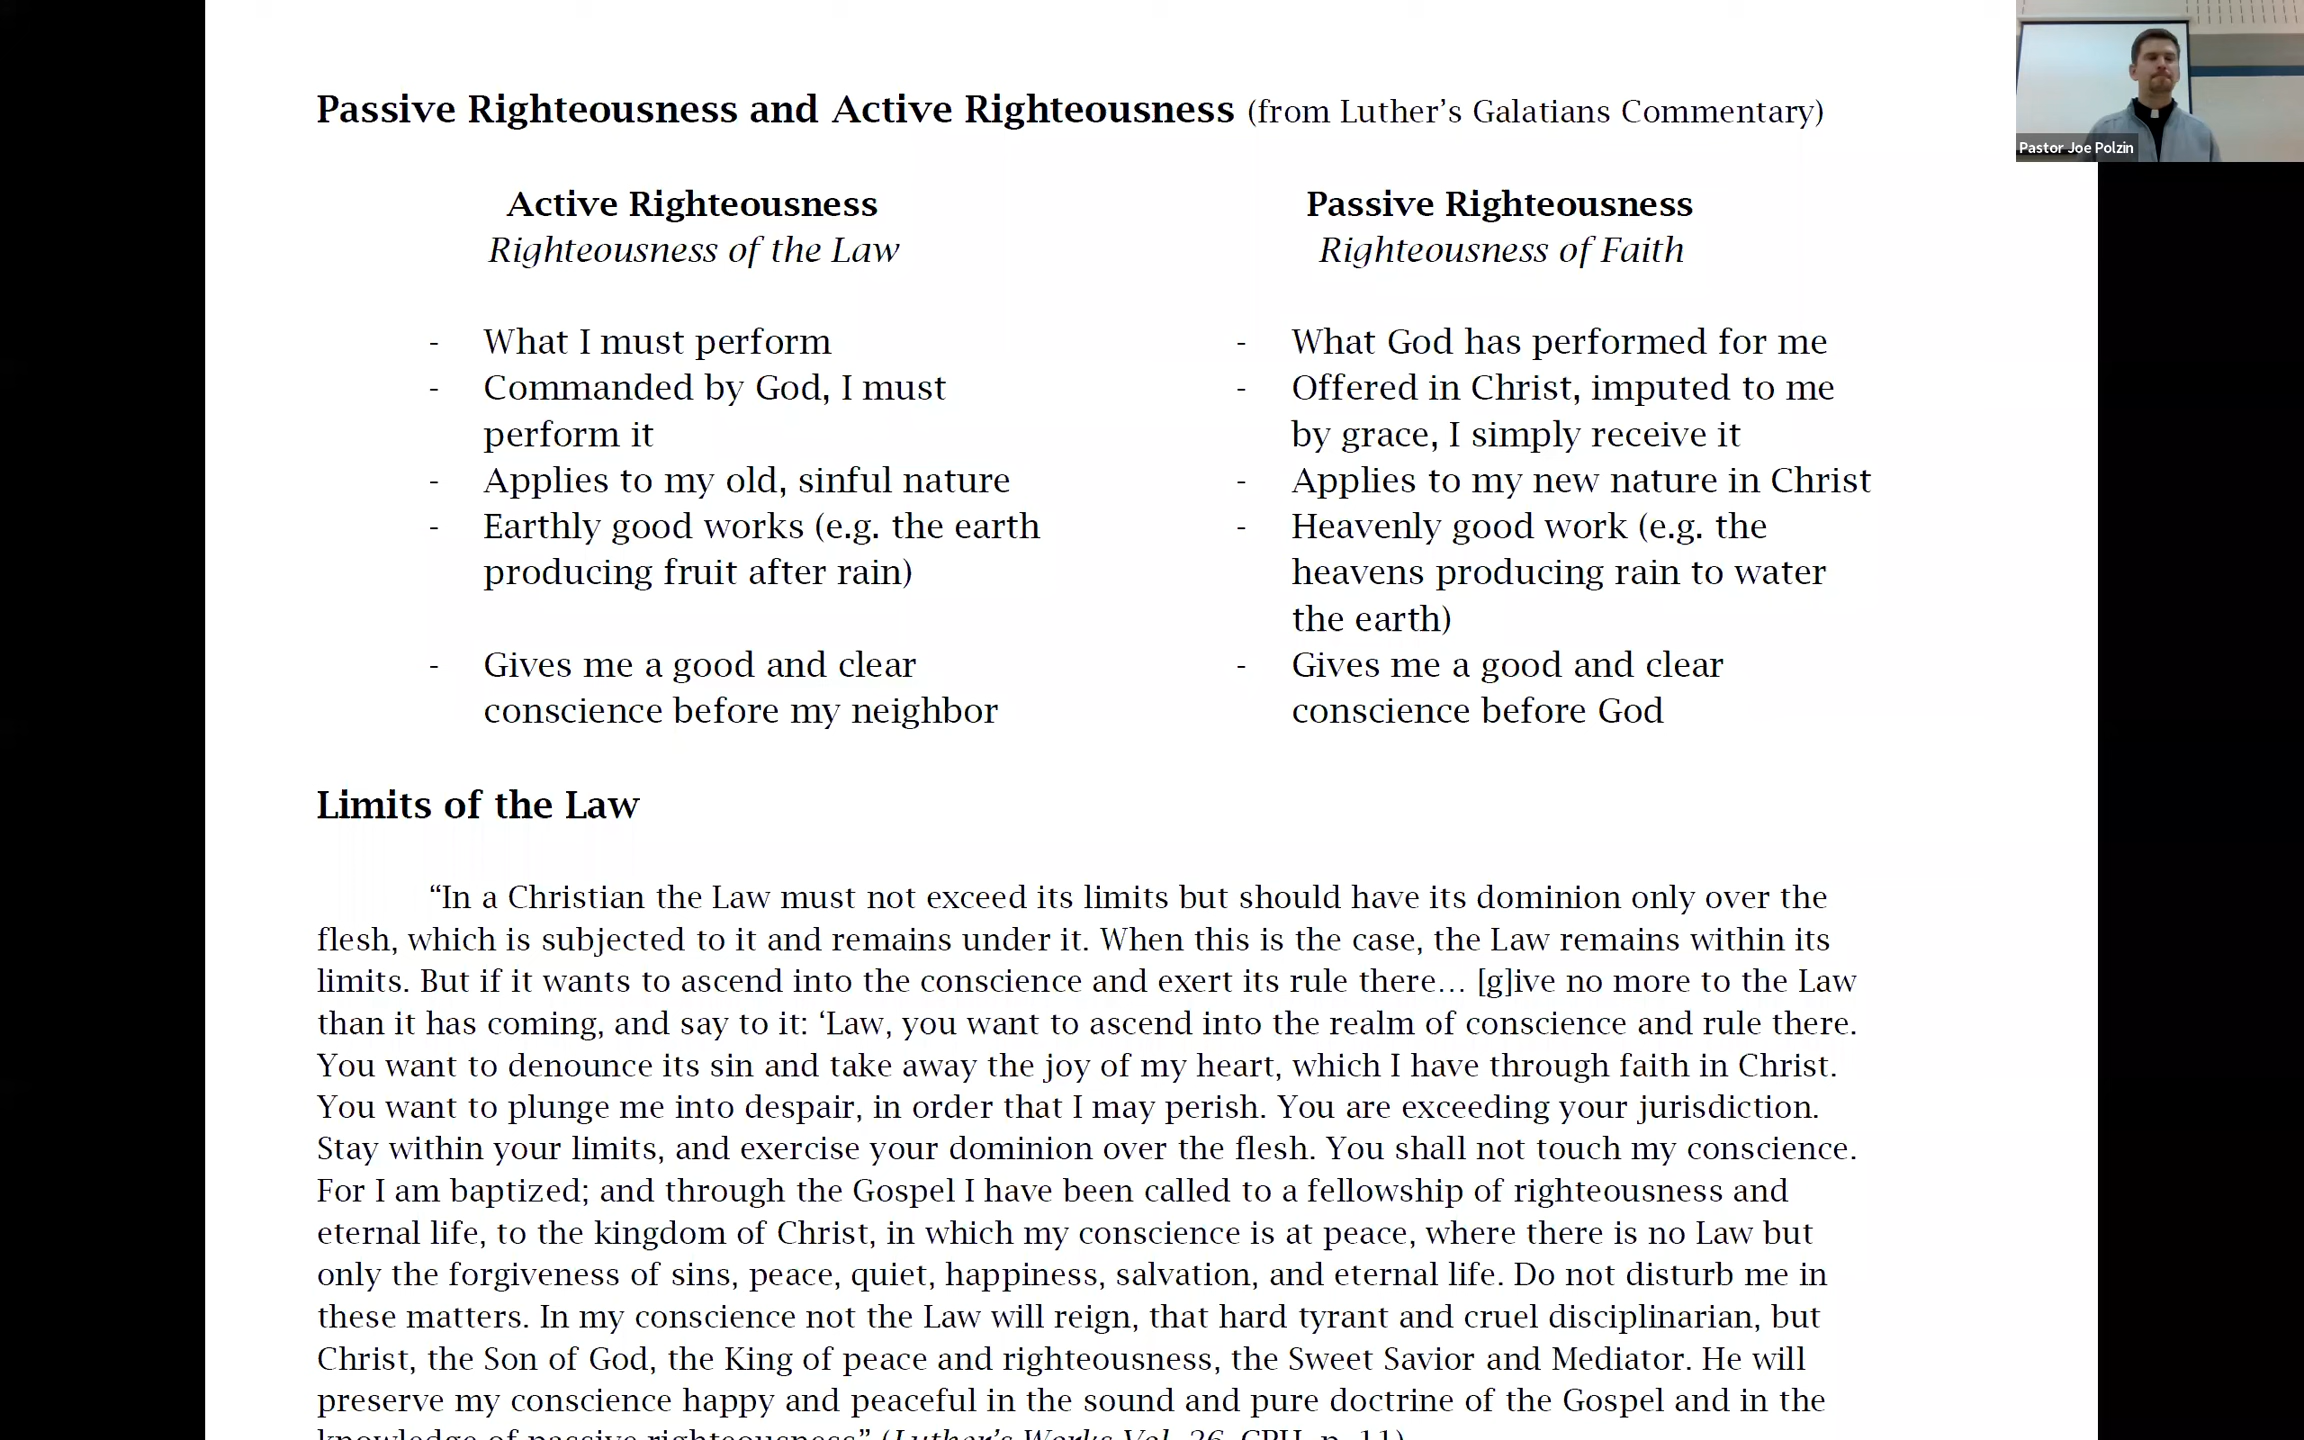 Passive Righteousness and Active Righteousness (from Luther’s Galatians Commentary)
Pastor Joe Polzin
Active Righteousness
Righteousness of the Law
- What I must perform
- Commanded by God, I must
perform it
- Applies to my old, sinful nature
- Earthly good works (e.g. the earth
producing fruit after rain)
- Gives me a good and clear
conscience before my neighbor
Passive Righteousness
Righteousness of Faith
- What God has performed for me
- Offered in Christ, imputed to me
by grace, I simply receive it
- Applies to my new nature in Christ
- Heavenly good work (e.g. the
heavens producing rain to water
the earth)
- Gives me a good and clear
conscience before God
Limits of the Law
“In a Christian the Law must not exceed its limits but should have its dominion only over the
flesh, which is subjected to it and remains under it. When this is the case, the Law remains within its
limits. But if it wants to ascend into the conscience and exert its rule there… [g]ive no more to the Law
than it has coming, and say to it: ‘Law, you want to ascend into the realm of conscience and rule there.
You want to denounce its sin and take away the joy of my heart, which I have through faith in Christ.
You want to plunge me into despair, in order that I may perish. You are exceeding your jurisdiction.
Stay within your limits, and exercise your dominion over the flesh. You shall not touch my conscience.
For I am baptized; and through the Gospel I have been called to a fellowship of righteousness and
eternal life, to the kingdom of Christ, in which my conscience is at peace, where there is no Law but
only the forgiveness of sins, peace, quiet, happiness, salvation, and eternal life. Do not disturb me in
these matters. In my conscience not the Law will reign, that hard tyrant and cruel disciplinarian, but
Christ, the Son of God, the King of peace and righteousness, the Sweet Savior and Mediator. He will
preserve my conscience happy and peaceful in the sound and pure doctrine of the Gospel and in the
knowledge of passive righteousness” (Luther’s Works Vol. 26, CPH, p. 11)